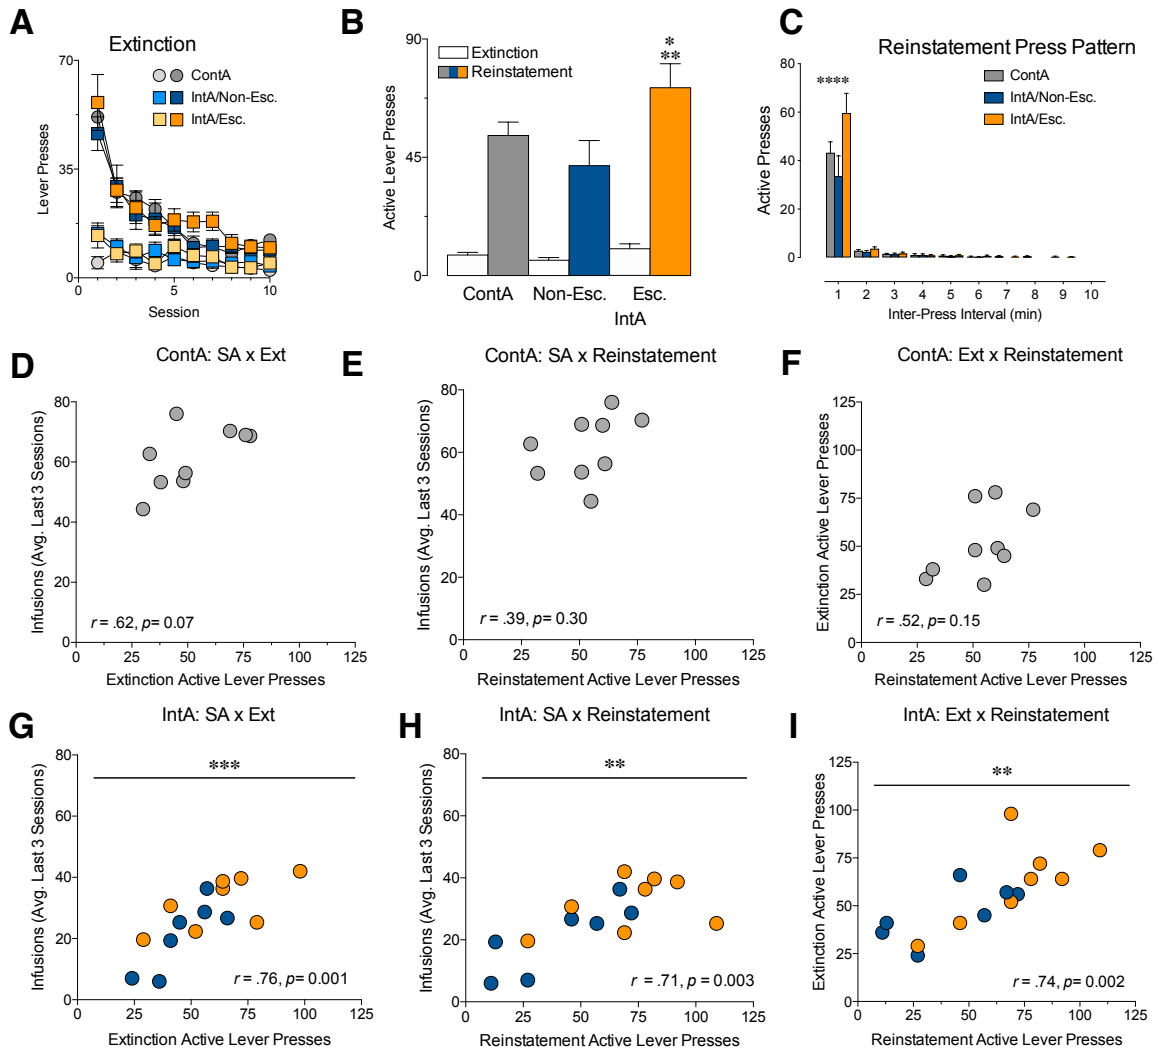 A
Extinction
70
35
0
0
5
10
Lever Presses
Session
ContA
IntA/Non-Esc.
IntA/Esc.
B
90
45
0
Active Lever Presses
Extinction
Reinstatement
*
**
ContA
Non-Esc.
Esc.
IntA
C
Reinstatement Press Pattern
80
60
40
20
0
Active Presses
****
ContA
IntA/Non-Esc.
IntA/Esc.
1 2 3 4 5 6 7 8 9 10
Inter-Press Interval (min)
D
ContA: SA x Ext
80
60
40
20
0
Infusions (Avg. Last 3 Sessions)
r = .62, p= 0.07
0 25 50 75 100 125
Extinction Active Lever Presses
E
ContA: SA x Reinstatement
80
60
40
20
0
Infusions (Avg. Last 3 Sessions)
r = .39, p= 0.30
0 25 50 75 100 125
Reinstatement Active Lever Presses
F
ContA: Ext x Reinstatement
125
100
75
50
25
0
Extinction Active Lever Presses
r = .52, p= 0.15
0 25 50 75 100 125
Reinstatement Active Lever Presses
G
IntA: SA x Ext
80
60
40
20
0
Infusions (Avg. Last 3 Sessions)
***
r = .76, p= 0.001
0 25 50 75 100 125
Extinction Active Lever Presses
H
IntA: SA x Reinstatement
80
60
40
20
0
Infusions (Avg. Last 3 Sessions)
**
r = .71, p= 0.003
0 25 50 75 100 125
Reinstatement Active Lever Presses
I
IntA: Ext x Reinstatement
125
100
75
50
25
0
Extinction Active Lever Presses
**
r = .74, p= 0.002
0 25 50 75 100 125
Reinstatement Active Lever Presses